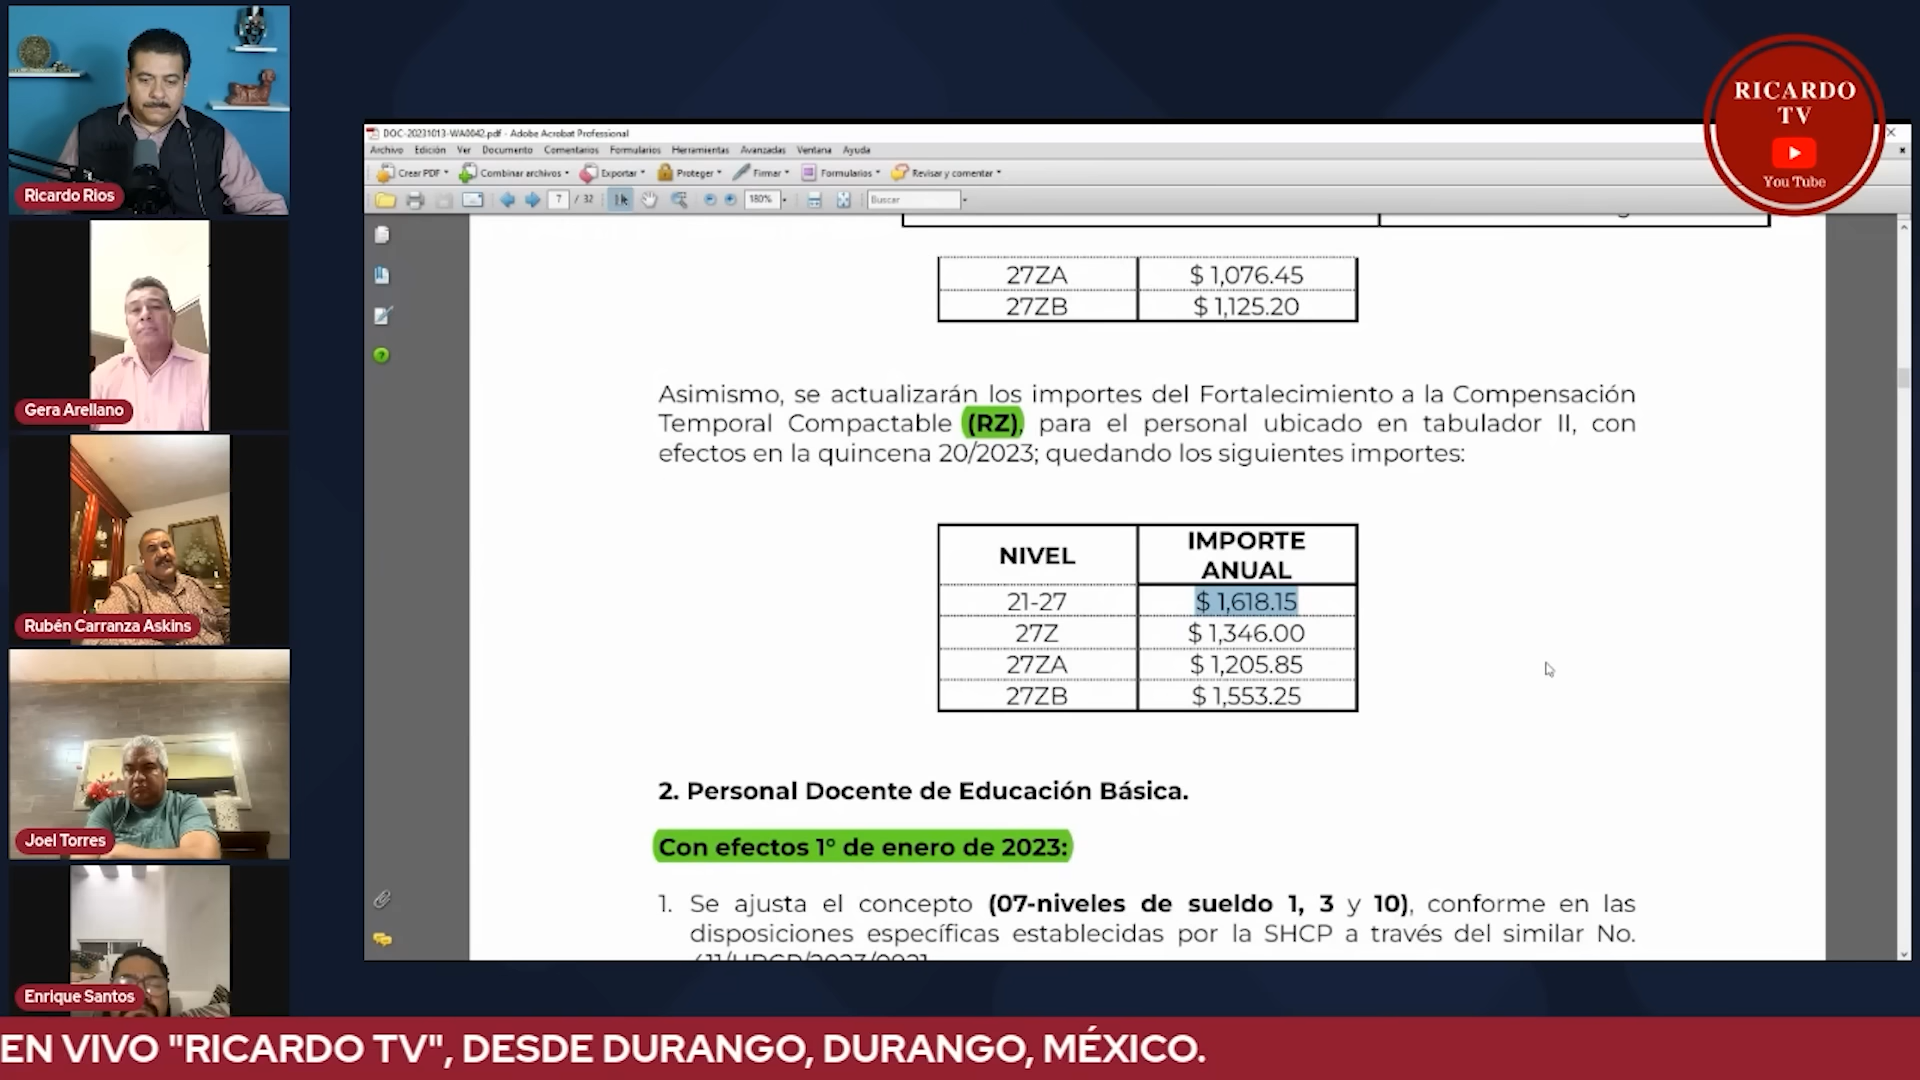 Ricardo Rios
Gera Arellano
Rubén Carranza Askins
Joel Torres
Enrique Santos
RICARDO
TV
You Tube
DOC-20231013-WA0042.pdf - Adobe Acrobat Professional
Archivo Edición Ver Documento Comentarios Formularios Herramientas Avanzadas Ventana Ayuda
Crear PDF Combinar archivos Exportar Proteger Firmar Formularios Revisar y comentar
7 / 32 180% Buscar
27ZA $ 1,076.45
27ZB $ 1,125.20
Asimismo, se actualizarán los importes del Fortalecimiento a la Compensación
Temporal Compactable (RZ), para el personal ubicado en tabulador II, con
efectos en la quincena 20/2023; quedando los siguientes importes:
NIVEL IMPORTE
ANUAL
21-27 $ 1,618.15
27Z $ 1,346.00
27ZA $ 1,205.85
27ZB $ 1,553.25
2. Personal Docente de Educación Básica.
Con efectos 1° de enero de 2023:
1. Se ajusta el concepto (07-niveles de sueldo 1, 3 y 10), conforme en las
disposiciones específicas establecidas por la SHCP a través del similar No.
EN VIVO "RICARDO TV", DESDE DURANGO, DURANGO, MÉXICO.